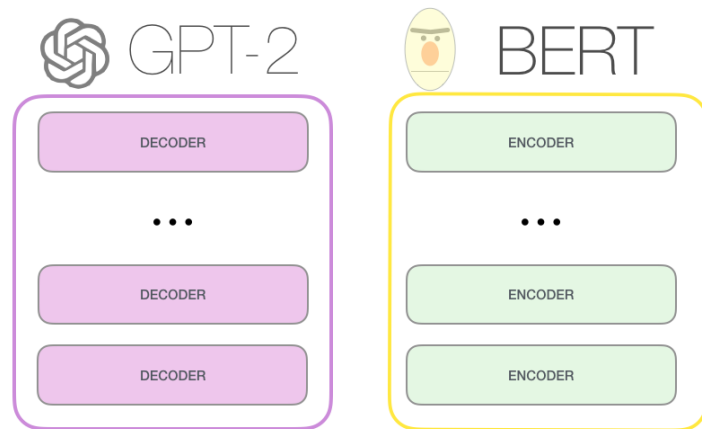 GPT-2
DECODER
...
DECODER
DECODER
BERT
ENCODER
...
ENCODER
ENCODER